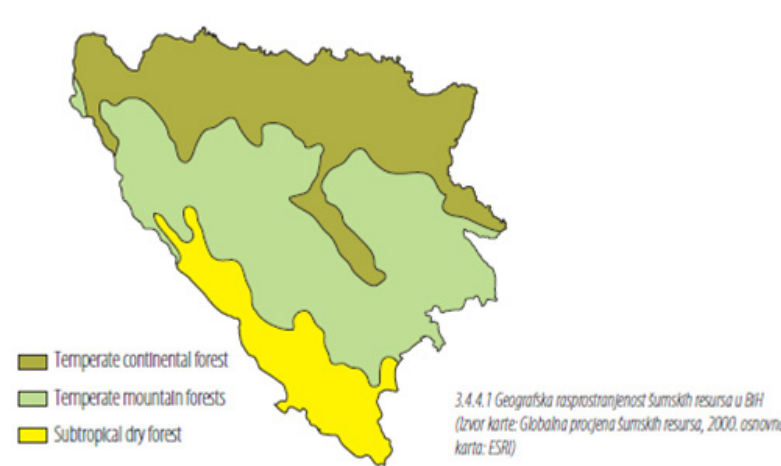 Temperate continental forest
Temperate mountain forests
Subtropical dry forest
3.4.4.1 Geografska rasprostranjenost šumskih resursa u BiH
(Izvor karte: Globalna procjena šumskih resursa, 2000. osnovna
karta: ESRI)